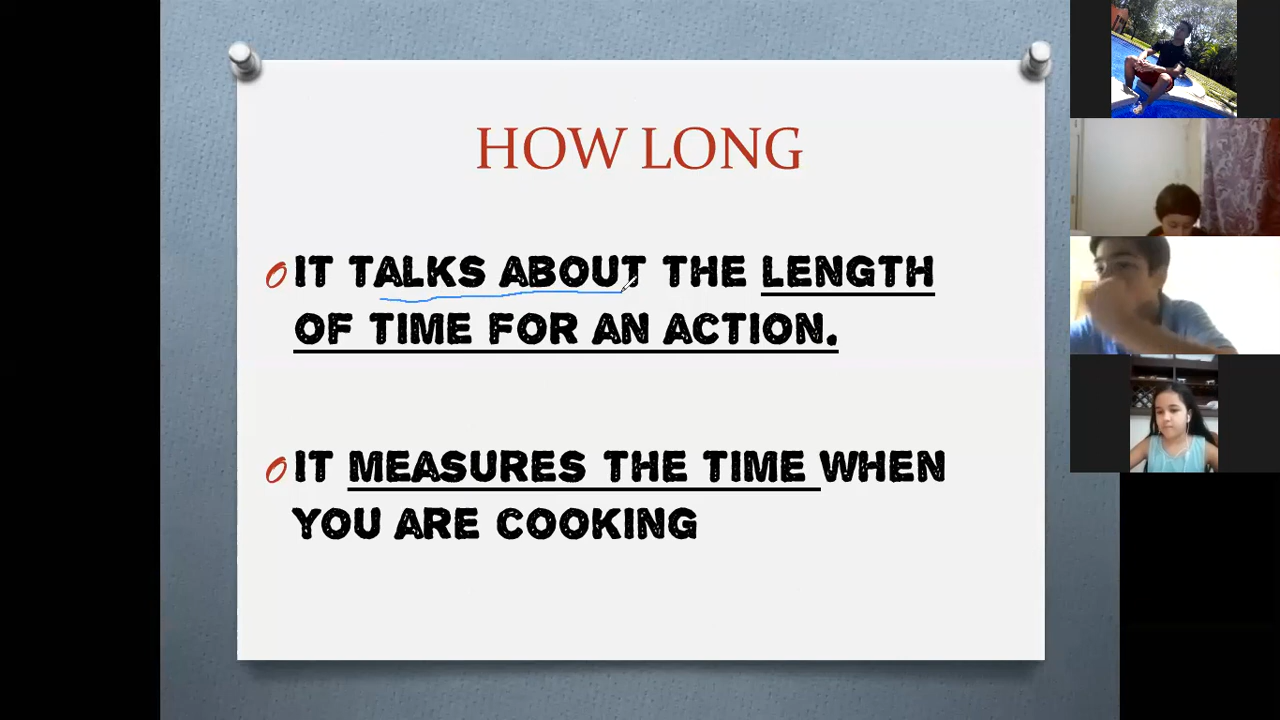 HOW LONG
IT TALKS ABOUT THE LENGTH
OF TIME FOR AN ACTION.
IT MEASURES THE TIME WHEN
YOU ARE COOKING